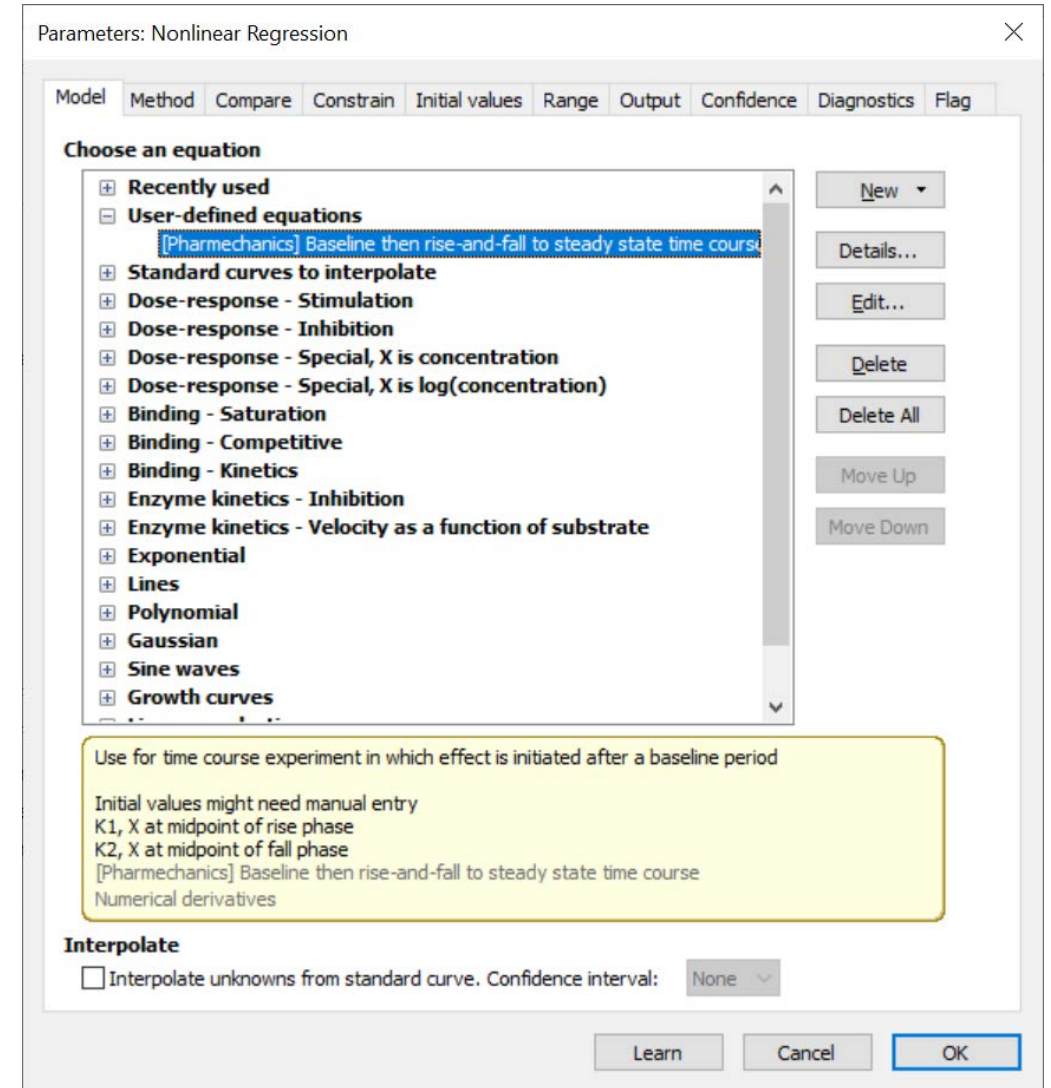 Parameters: Nonlinear Regression
Model Method Compare Constrain Initial values Range Output Confidence Diagnostics Flag
Choose an equation
Recently used
User-defined equations
[Pharmechanics] Baseline then rise-and-fall to steady state time course
Standard curves to interpolate
Dose-response - Stimulation
Dose-response - Inhibition
Dose-response - Special, X is concentration
Dose-response - Special, X is log(concentration)
Binding - Saturation
Binding - Competitive
Binding - Kinetics
Enzyme kinetics - Inhibition
Enzyme kinetics - Velocity as a function of substrate
Exponential
Lines
Polynomial
Gaussian
Sine waves
Growth curves
New
Details...
Edit...
Delete
Delete All
Move Up
Move Down
Use for time course experiment in which effect is initiated after a baseline period
Initial values might need manual entry
K1, X at midpoint of rise phase
K2, X at midpoint of fall phase
[Pharmechanics] Baseline then rise-and-fall to steady state time course
Numerical derivatives
Interpolate
Interpolate unknowns from standard curve. Confidence interval: None
Learn Cancel OK